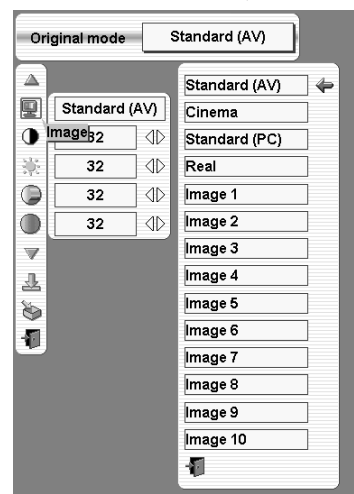 Original mode Standard (AV)
Standard (AV)
Image
32
32
32
32
Standard (AV)
Cinema
Standard (PC)
Real
Image 1
Image 2
Image 3
Image 4
Image 5
Image 6
Image 7
Image 8
Image 9
Image 10